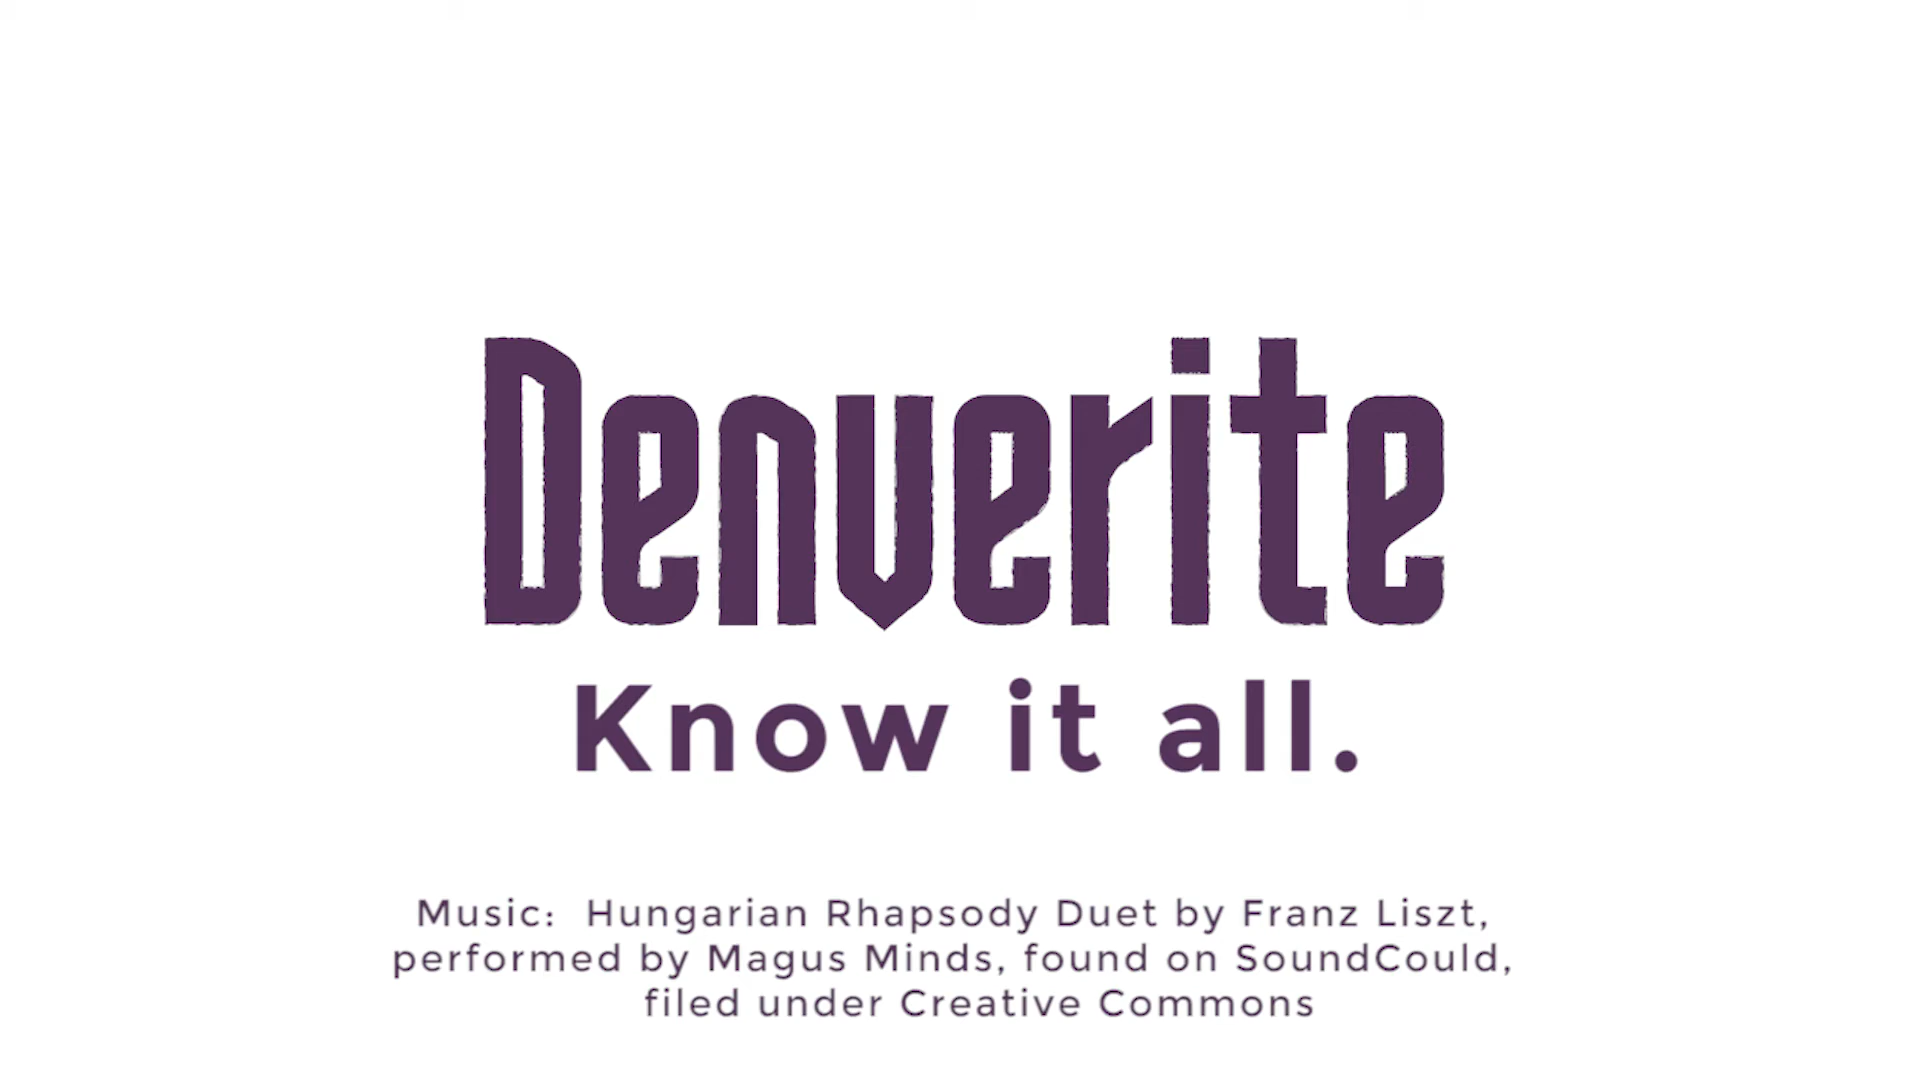 Denverite
Know it all.
Music: Hungarian Rhapsody Duet by Franz Liszt,
performed by Magus Minds, found on SoundCould,
filed under Creative Commons